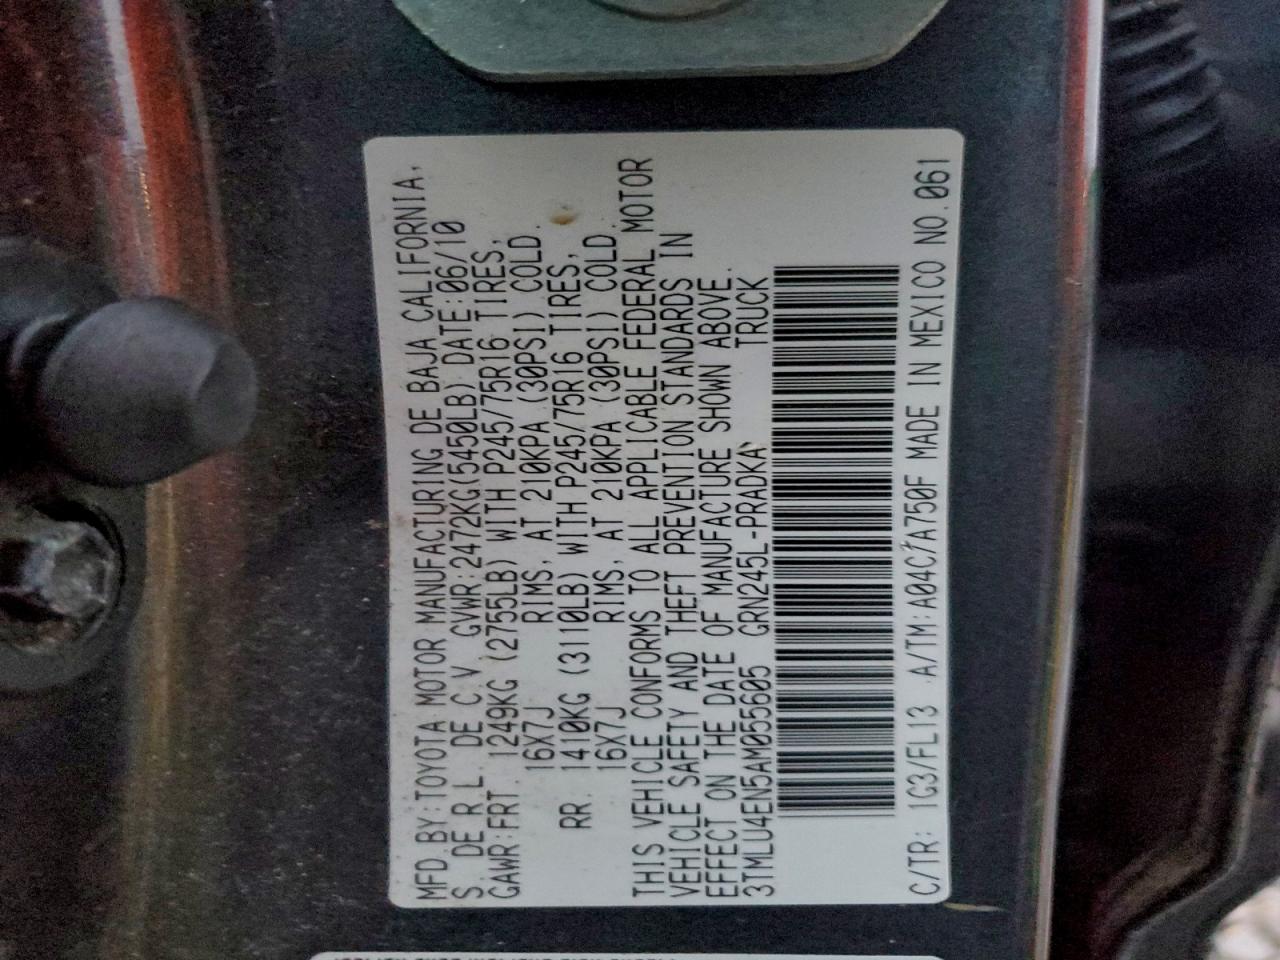 MFD.BY:TOYOTA MOTOR MANUFACTURING DE BAJA CALIFORNIA,
S. DE R.L. DE C.V. GVWR:2472KG(5450LB) DATE:06/10
GAWR:FRT. 1249KG (2755LB) WITH P245/75R16 TIRES,
16X7J RIMS, AT 210KPA (30PSI) COLD.
RR. 1410KG (3110LB) WITH P245/75R16 TIRES,
16X7J RIMS, AT 210KPA (30PSI) COLD.
THIS VEHICLE CONFORMS TO ALL APPLICABLE FEDERAL MOTOR
VEHICLE SAFETY AND THEFT PREVENTION STANDARDS IN
EFFECT ON THE DATE OF MANUFACTURE SHOWN ABOVE.
3TMLU4EN5AM055605 GRN245L-PRADKA TRUCK
C/TR: 1G3/FL13 A/TM:A04C/A750F MADE IN MEXICO NO.061